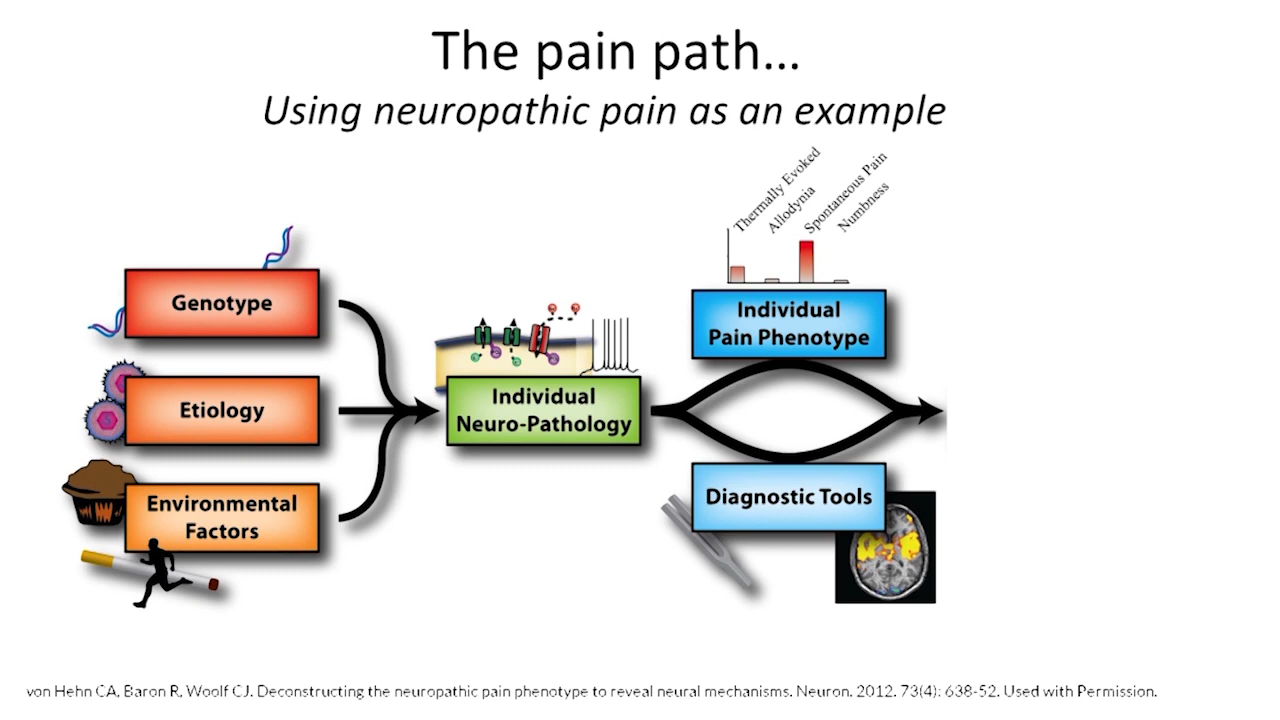 The pain path...
Using neuropathic pain as an example
Thermally Evoked
Allodynia
Spontaneous Pain
Numbness
Genotype
Etiology
Environmental
Factors
Individual
Neuro-Pathology
Individual
Pain Phenotype
Diagnostic Tools
von Hehn CA, Baron R, Woolf CJ. Deconstructing the neuropathic pain phenotype to reveal neural mechanisms. Neuron. 2012. 73(4): 638-52. Used with Permission.